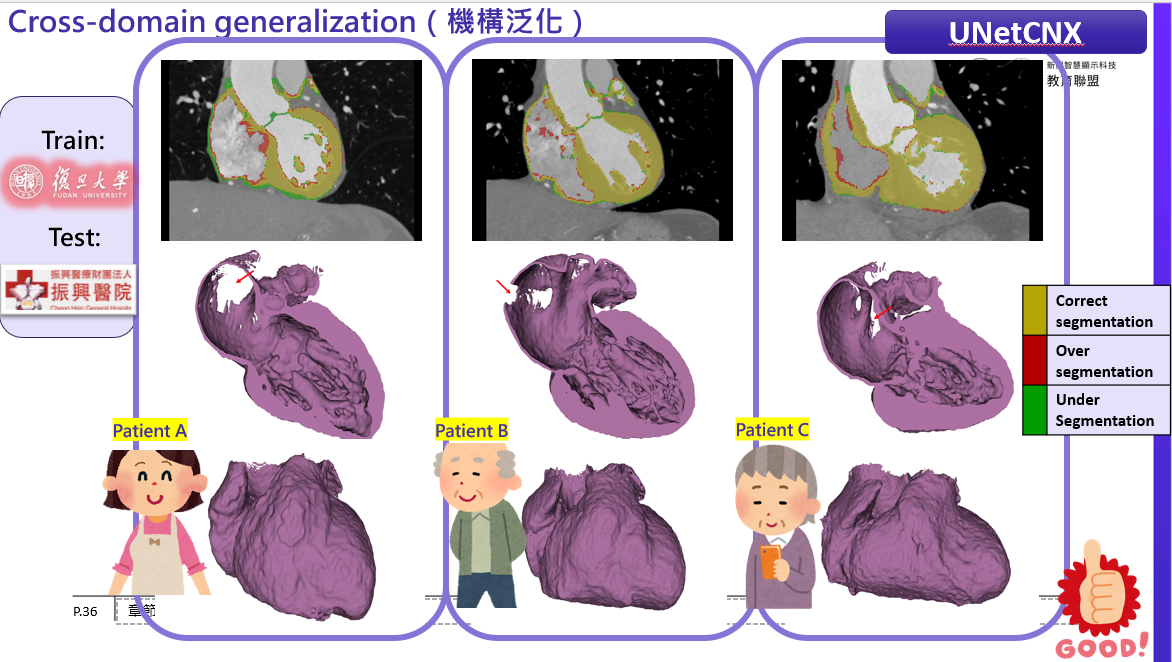 Cross-domain generalization ( 機構泛化 )
UNetCNX
智慧顯示科技
教育聯盟
Train:
復旦大學
FUDAN UNIVERSITY
Test:
振興醫療財團法人
振興醫院
Cheng Hsin General Hospital
Correct
segmentation
Over
segmentation
Under
Segmentation
Patient A
Patient B
Patient C
P.36
章節
GOOD!